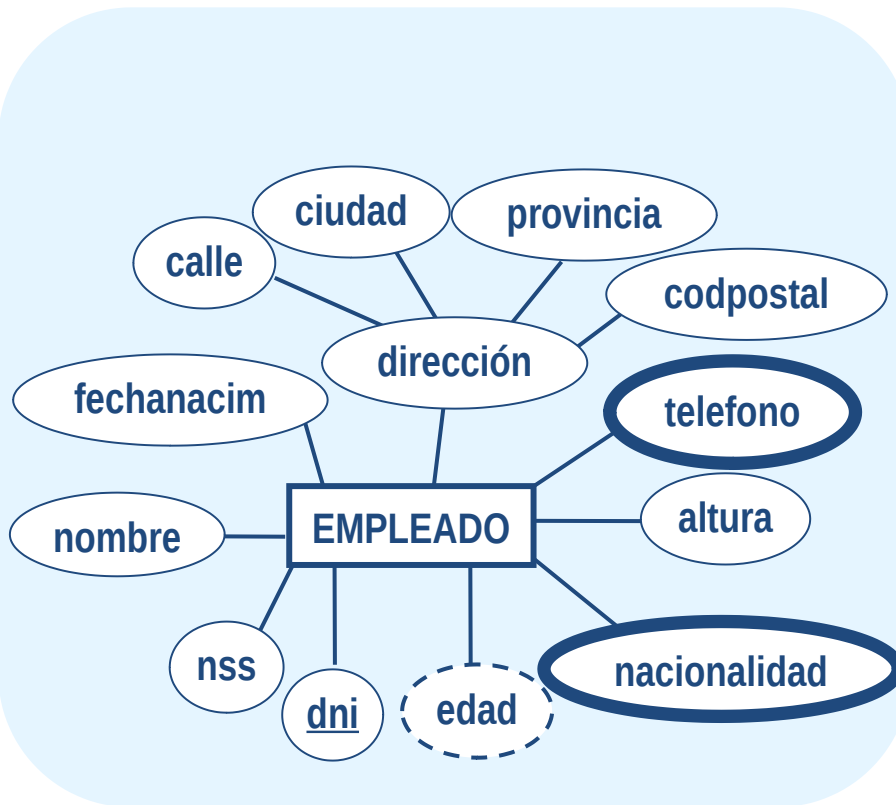 ciudad
provincia
calle
codpostal
dirección
fechanacim
telefono
altura
EMPLEADO
nombre
nss
nacionalidad
dni
edad